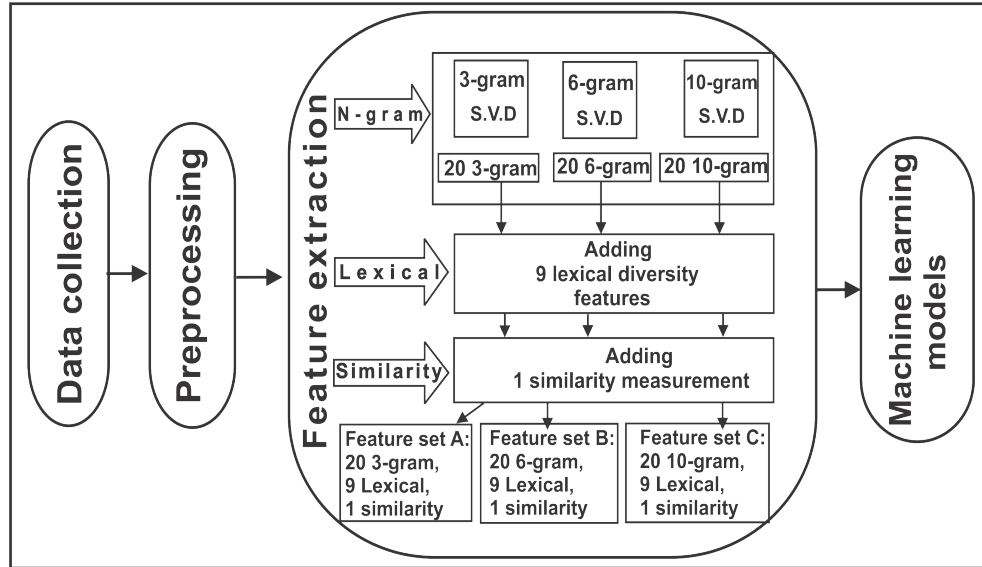 Data collection
Preprocessing
Feature extraction
N-gram
3-gram
S.V.D
6-gram
S.V.D
10-gram
S.V.D
20 3-gram
20 6-gram
20 10-gram
Lexical
Adding
9 lexical diversity
features
Similarity
Adding
1 similarity measurement
Feature set A:
20 3-gram,
9 Lexical,
1 similarity
Feature set B:
20 6-gram,
9 Lexical,
1 similarity
Feature set C:
20 10-gram,
9 Lexical,
1 similarity
Machine learning
models